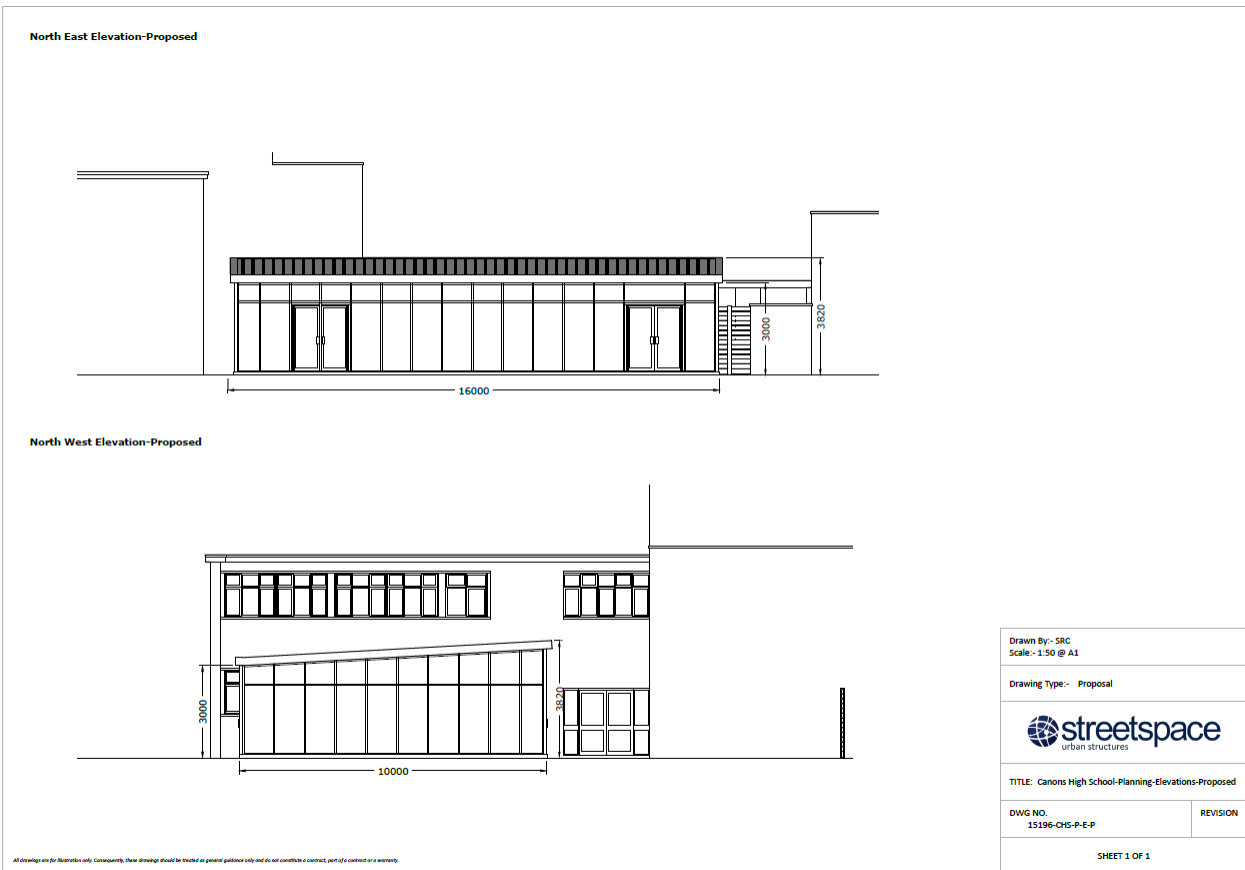 North East Elevation-Proposed
3000
3820
16000
North West Elevation-Proposed
3000
3820
10000
Drawn By:- SRC
Scale:- 1:50 @ A1
Drawing Type:- Proposal
streetspace
urban structures
TITLE: Canons High School-Planning-Elevations-Proposed
DWG NO.
15196-CHS-P-E-P
REVISION
SHEET 1 OF 1
All drawings are for illustration only. Consequently, these drawings should be treated as general guidance only and do not constitute a contract, part of a contract or a warranty.